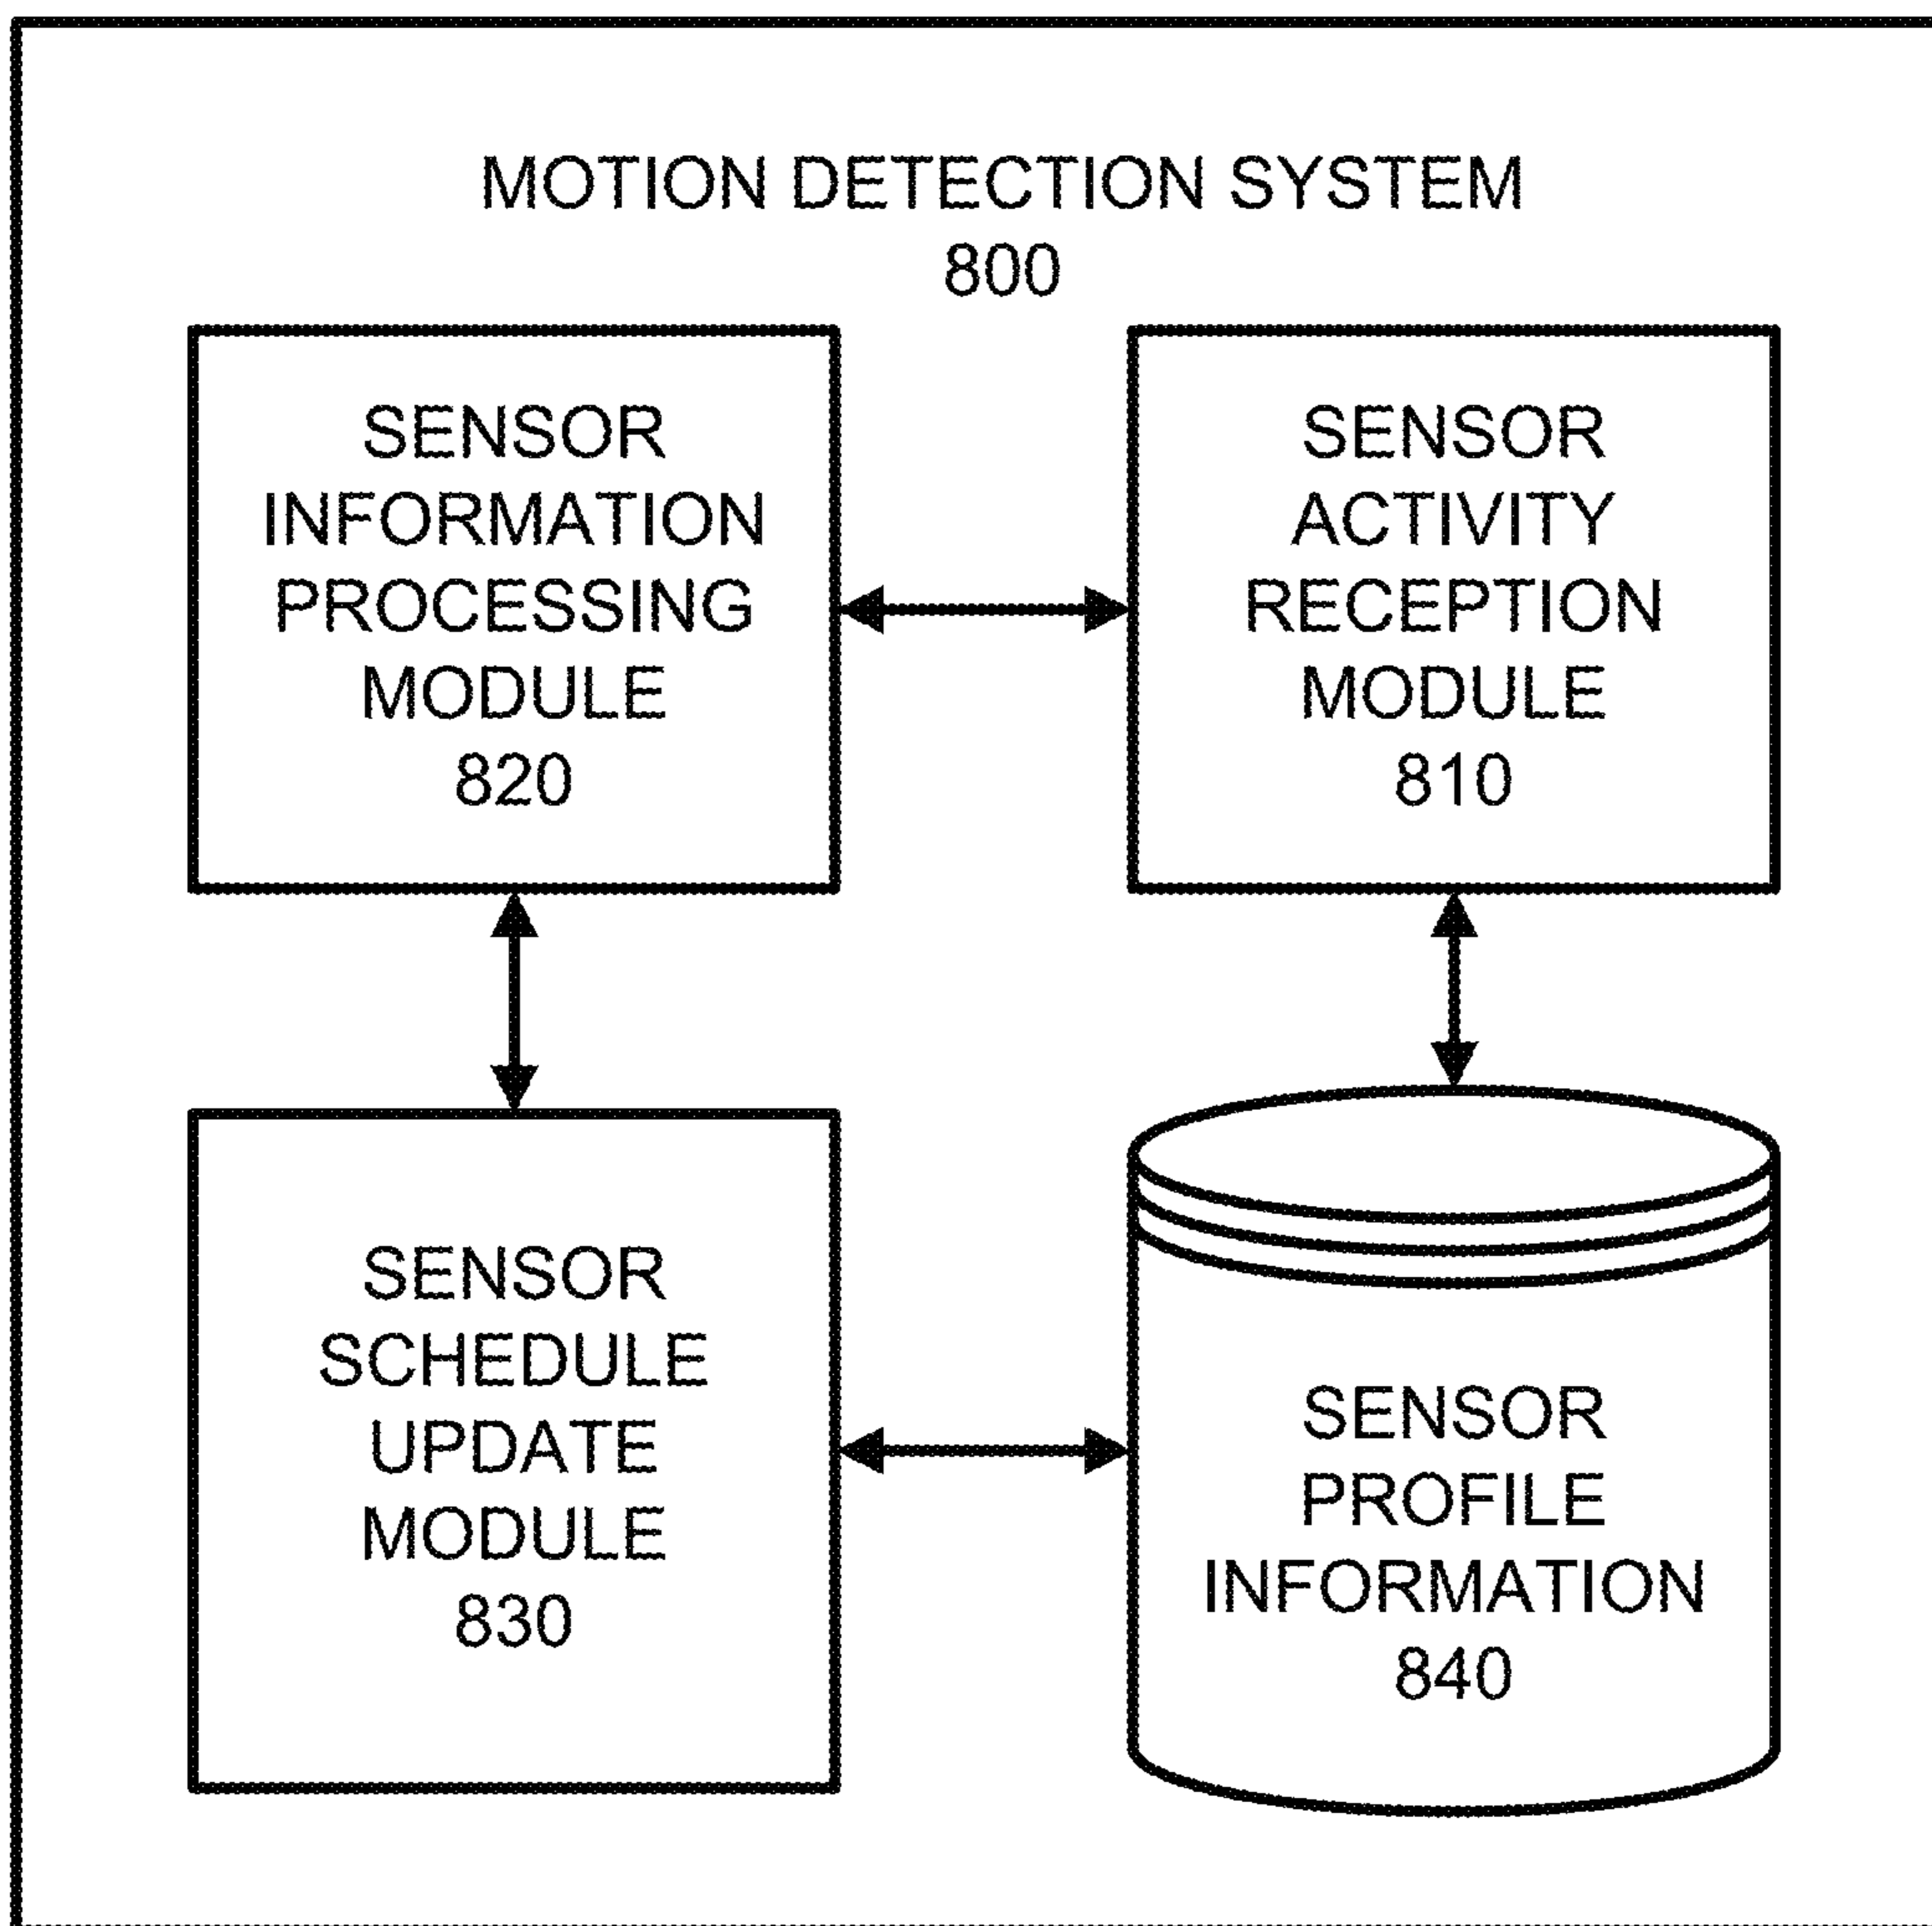 MOTION DETECTION SYSTEM
800
SENSOR
INFORMATION
PROCESSING
MODULE
820
SENSOR
ACTIVITY
RECEPTION
MODULE
810
SENSOR
SCHEDULE
UPDATE
MODULE
830
SENSOR
PROFILE
INFORMATION
840